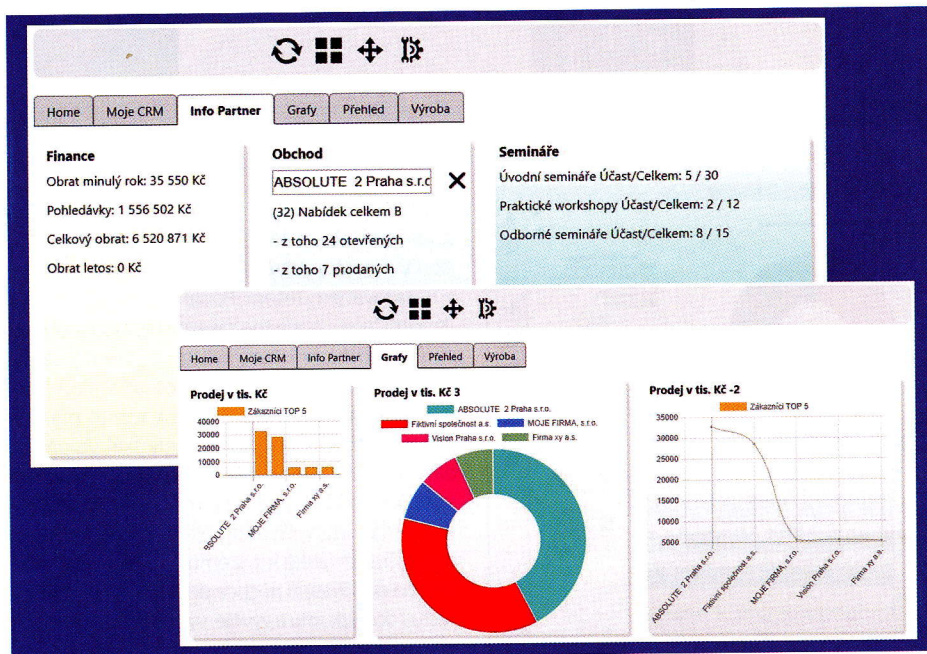 Home Moje CRM Info Partner Grafy Přehled Výroba
Finance
Obrat minulý rok: 35 550 Kč
Pohledávky: 1 556 502 Kč
Celkový obrat: 6 520 871 Kč
Obrat letos: 0 Kč
Obchod
ABSOLUTE 2 Praha s.r.o
(32) Nabídek celkem B
- z toho 24 otevřených
- z toho 7 prodaných
Semináře
Úvodní semináře Účast/Celkem: 5 / 30
Praktické workshopy Účast/Celkem: 2 / 12
Odborné semináře Účast/Celkem: 8 / 15
Home Moje CRM Info Partner Grafy Přehled Výroba
Prodej v tis. Kč
Zákazníci TOP 5
40000
30000
20000
10000
0
BSOLUTE 2 Praha s.r.o.
MOJE FIRMA, s.r.o.
Firma xy a.s.
Prodej v tis. Kč 3
ABSOLUTE 2 Praha s.r.o.
Fiktivní společnost a.s. MOJE FIRMA, s.r.o.
Vision Praha s.r.o. Firma xy a.s.
Prodej v tis. Kč -2
Zákazníci TOP 5
35000
30000
25000
20000
15000
10000
5000
ABSOLUTE 2 Praha s.r.o.
Fiktivní společnost a.s.
MOJE FIRMA, s.r.o.
Vision Praha s.r.o.
Firma xy a.s.